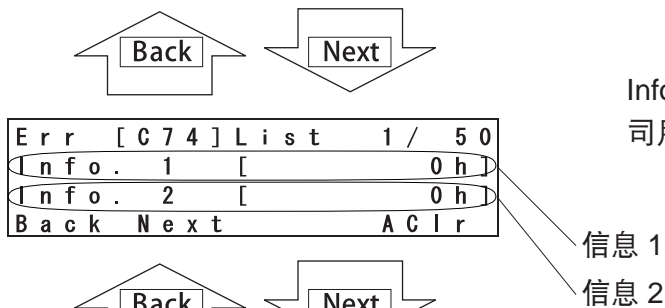 Back Next
Err [C74]List 1/ 50
Info. 1 [ 0h]
Info. 2 [ 0h]
Back Next AClr
Info
信息 1
信息 2
Back Next